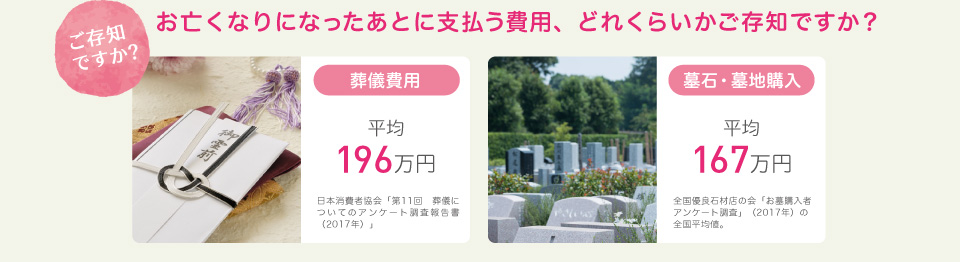 ご存知
ですか?
お亡くなりになったあとに支払う費用、どれくらいかご存知ですか？
葬儀費用
御霊前
平均
196万円
日本消費者協会「第11回　葬儀に
ついてのアンケート調査報告書
（2017年）」
墓石・墓地購入
平均
167万円
全国優良石材店の会「お墓購入者
アンケート調査」（2017年）の
全国平均値。